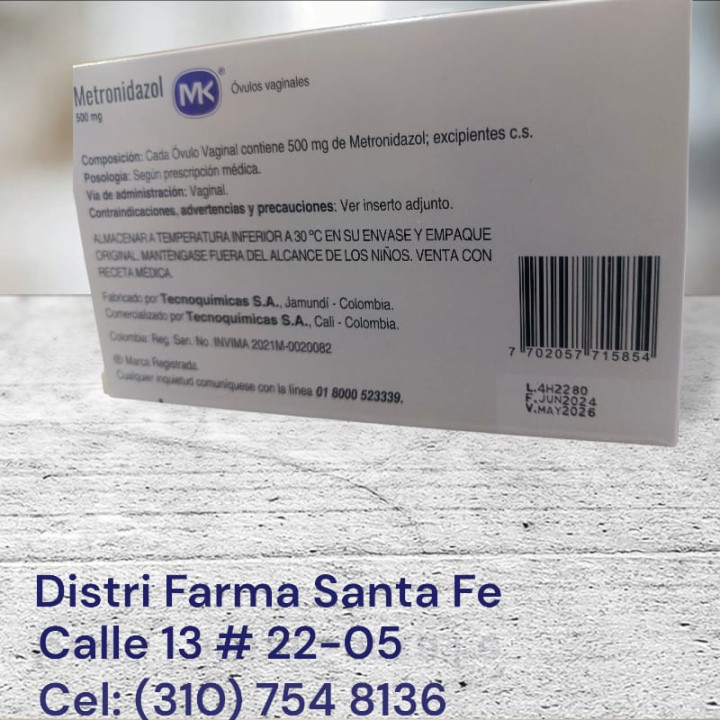 Metronidazol MK® Óvulos vaginales
500 mg
Composición: Cada Óvulo Vaginal contiene 500 mg de Metronidazol; excipientes c.s.
Posología: Según prescripción médica.
Vía de administración: Vaginal.
Contraindicaciones, advertencias y precauciones: Ver inserto adjunto.
ALMACENAR A TEMPERATURA INFERIOR A 30 °C EN SU ENVASE Y EMPAQUE
ORIGINAL. MANTÉNGASE FUERA DEL ALCANCE DE LOS NIÑOS. VENTA CON
RECETA MÉDICA.
Fabricado por Tecnoquímicas S.A., Jamundí - Colombia.
Comercializado por Tecnoquímicas S.A., Cali - Colombia.
Colombia: Reg. San. No. INVIMA 2021M-0020082
® Marca Registrada.
Cualquier inquietud comuníquese con la línea 01 8000 523339.
7 702057 715854
L.4H2280
F.JUN2024
V.MAY2026
Distri Farma Santa Fe
Calle 13 # 22-05
Cel: (310) 754 8136